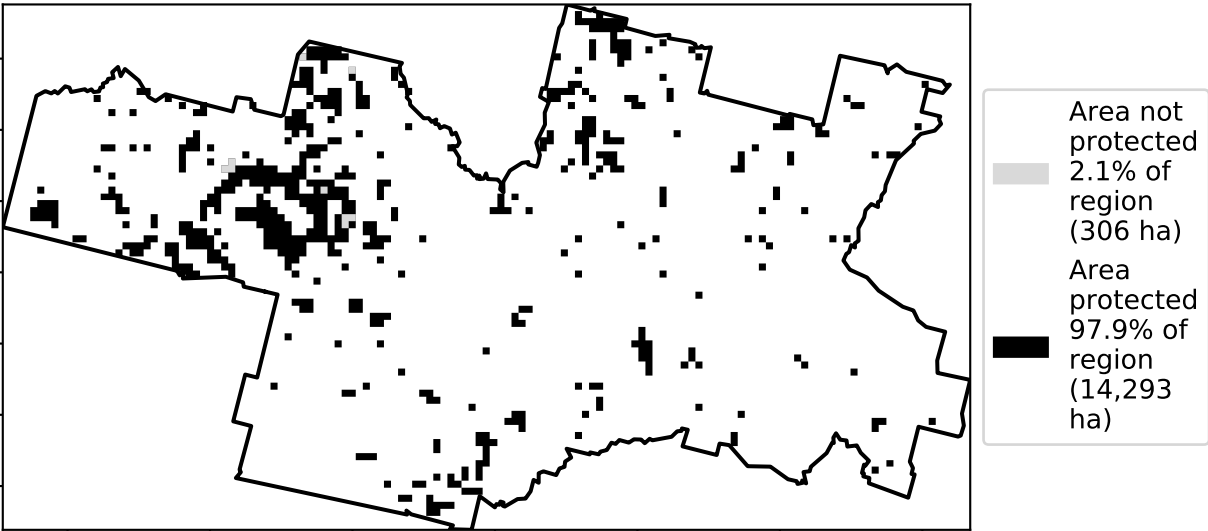 Area not
protected
2.1% of
region
(306 ha)
Area
protected
97.9% of
region
(14,293
ha)